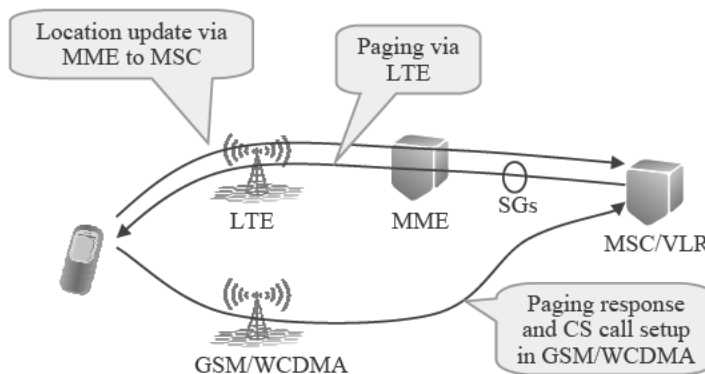 Location update via
MME to MSC
Paging via
LTE
LTE
MME
SGs
MSC/VLR
GSM/WCDMA
Paging response
and CS call setup
in GSM/WCDMA